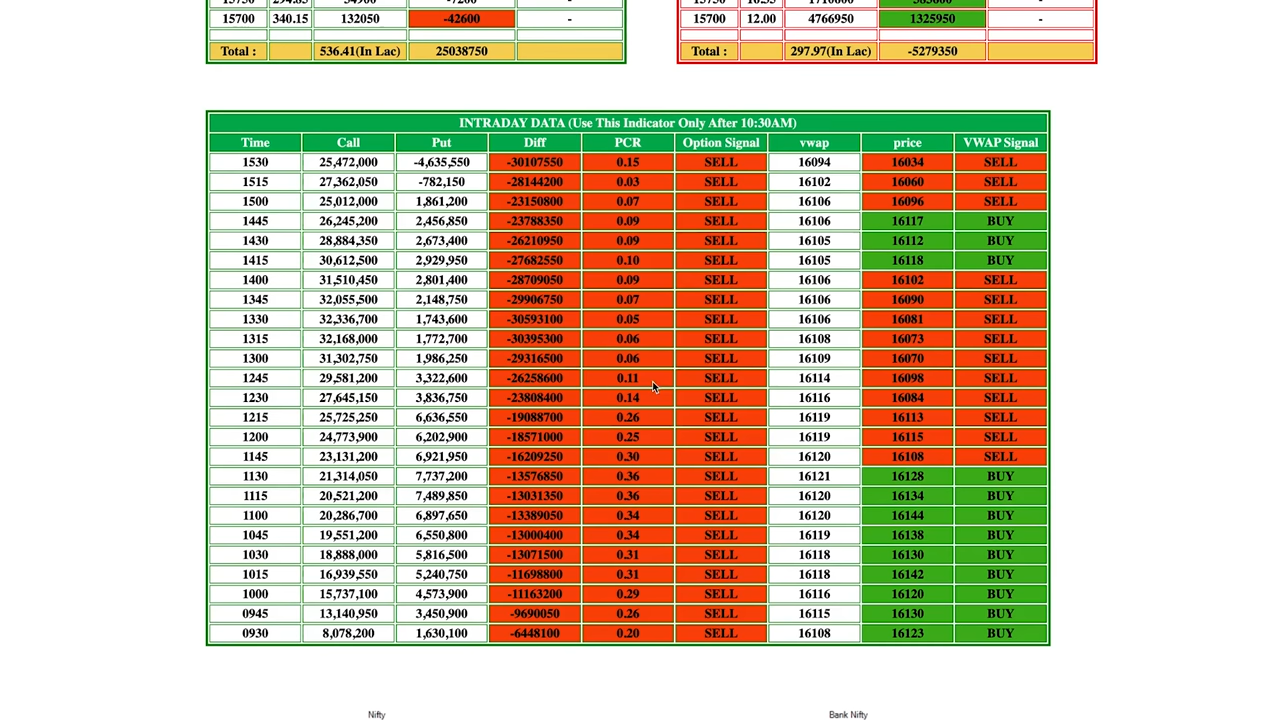 15700 340.15 132050 -42600 -
Total : 536.41(In Lac) 25038750
15700 12.00 4766950 1325950 -
Total : 297.97(In Lac) -5279350
INTRADAY DATA (Use This Indicator Only After 10:30AM)
Time Call Put Diff PCR Option Signal vwap price VWAP Signal
1530 25,472,000 -4,635,550 -30107550 0.15 SELL 16094 16034 SELL
1515 27,362,050 -782,150 -28144200 0.03 SELL 16102 16060 SELL
1500 25,012,000 1,861,200 -23150800 0.07 SELL 16106 16096 SELL
1445 26,245,200 2,456,850 -23788350 0.09 SELL 16106 16117 BUY
1430 28,884,350 2,673,400 -26210950 0.09 SELL 16105 16112 BUY
1415 30,612,500 2,929,950 -27682550 0.10 SELL 16105 16118 BUY
1400 31,510,450 2,801,400 -28709050 0.09 SELL 16106 16102 SELL
1345 32,055,500 2,148,750 -29906750 0.07 SELL 16106 16090 SELL
1330 32,336,700 1,743,600 -30593100 0.05 SELL 16106 16081 SELL
1315 32,168,000 1,772,700 -30395300 0.06 SELL 16108 16073 SELL
1300 31,302,750 1,986,250 -29316500 0.06 SELL 16109 16070 SELL
1245 29,581,200 3,322,600 -26258600 0.11 SELL 16114 16098 SELL
1230 27,645,150 3,836,750 -23808400 0.14 SELL 16116 16084 SELL
1215 25,725,250 6,636,550 -19088700 0.26 SELL 16119 16113 SELL
1200 24,773,900 6,202,900 -18571000 0.25 SELL 16119 16115 SELL
1145 23,131,200 6,921,950 -16209250 0.30 SELL 16120 16108 SELL
1130 21,314,050 7,737,200 -13576850 0.36 SELL 16121 16128 BUY
1115 20,521,200 7,489,850 -13031350 0.36 SELL 16120 16134 BUY
1100 20,286,700 6,897,650 -13389050 0.34 SELL 16120 16144 BUY
1045 19,551,200 6,550,800 -13000400 0.34 SELL 16119 16138 BUY
1030 18,888,000 5,816,500 -13071500 0.31 SELL 16118 16130 BUY
1015 16,939,550 5,240,750 -11698800 0.31 SELL 16118 16142 BUY
1000 15,737,100 4,573,900 -11163200 0.29 SELL 16116 16120 BUY
0945 13,140,950 3,450,900 -9690050 0.26 SELL 16115 16130 BUY
0930 8,078,200 1,630,100 -6448100 0.20 SELL 16108 16123 BUY
Nifty
Bank Nifty